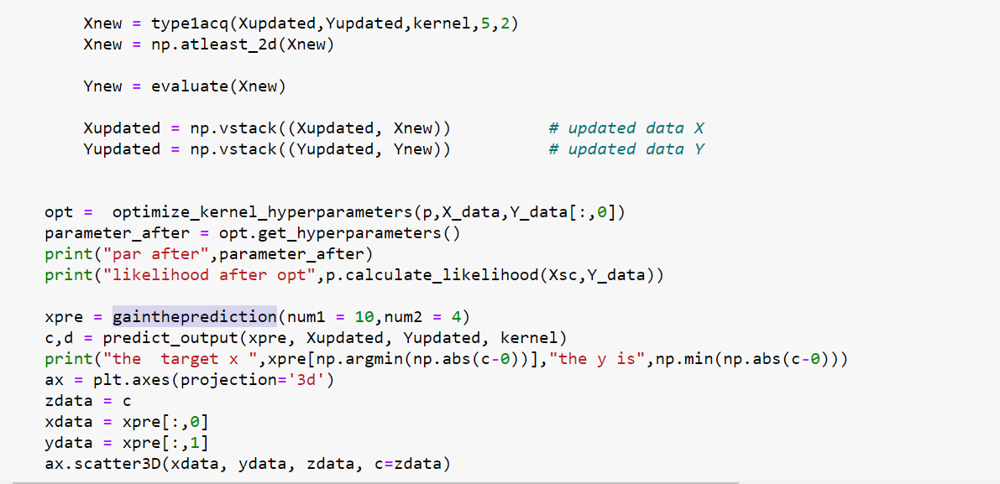 Xnew = type1acq(Xupdated,Yupdated,kernel,5,2)
Xnew = np.atleast_2d(Xnew)
Ynew = evaluate(Xnew)
Xupdated = np.vstack((Xupdated, Xnew)) # updated data X
Yupdated = np.vstack((Yupdated, Ynew)) # updated data Y
opt =  optimize_kernel_hyperparameters(p,X_data,Y_data[:,0])
parameter_after = opt.get_hyperparameters()
print("par after",parameter_after)
print("likelihood after opt",p.calculate_likelihood(Xsc,Y_data))
xpre = gaintheprediction(num1 = 10,num2 = 4)
c,d = predict_output(xpre, Xupdated, Yupdated, kernel)
print("the  target x ",xpre[np.argmin(np.abs(c-0))],"the y is",np.min(np.abs(c-0)))
ax = plt.axes(projection='3d')
zdata = c
xdata = xpre[:,0]
ydata = xpre[:,1]
ax.scatter3D(xdata, ydata, zdata, c=zdata)